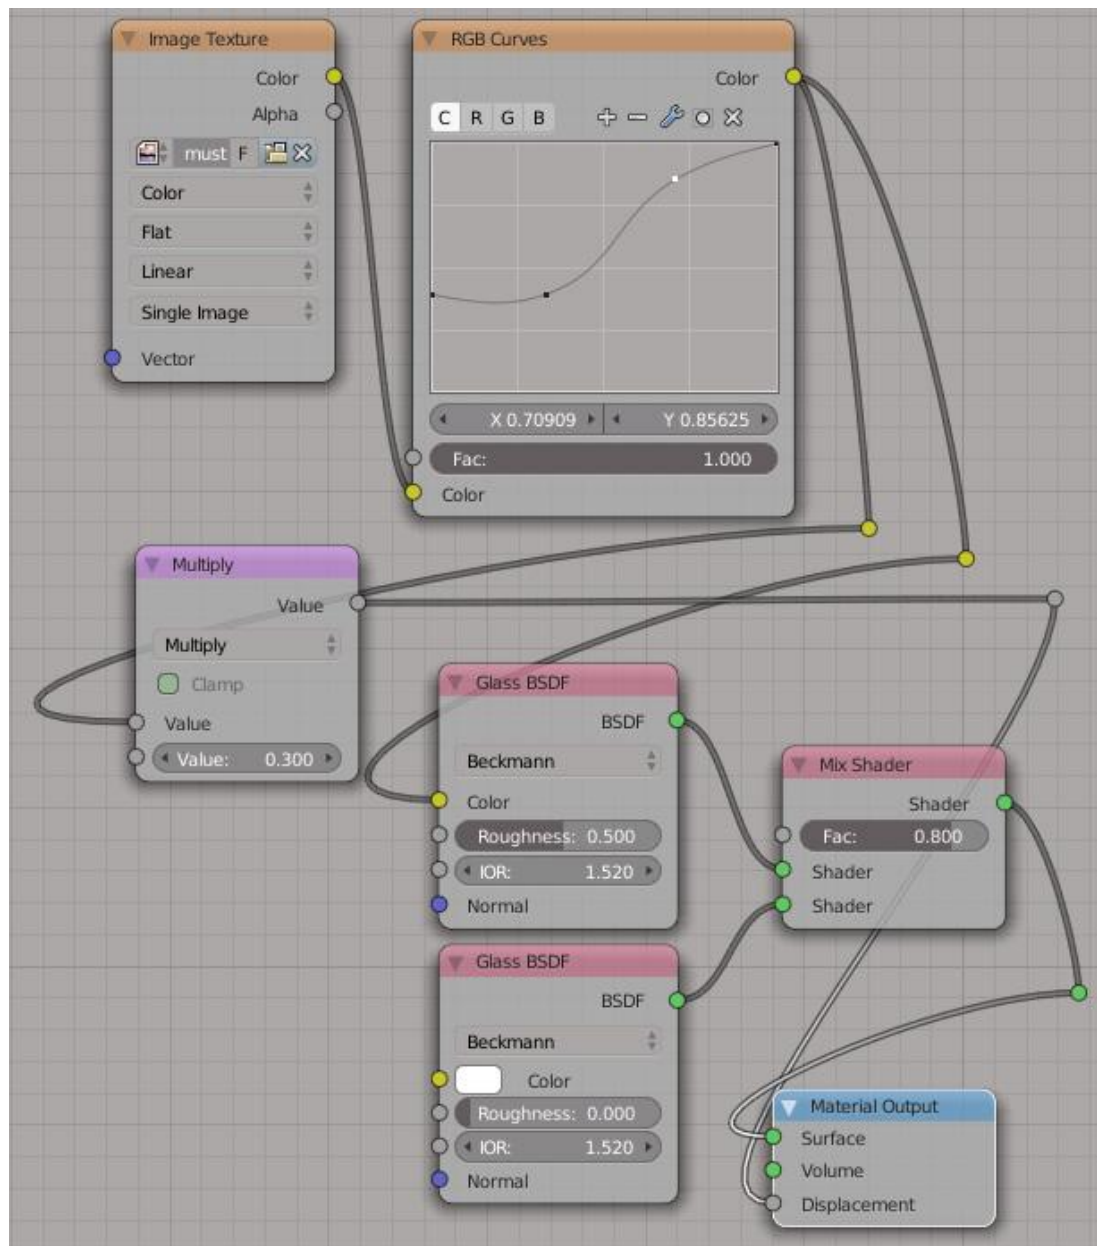 Image Texture
Color
Alpha
must F
Color
Flat
Linear
Single Image
Vector
RGB Curves
Color
C R G B
X 0.70909 Y 0.85625
Fac: 1.000
Color
Multiply
Value
Multiply
Clamp
Value
Value: 0.300
Glass BSDF
BSDF
Beckmann
Color
Roughness: 0.500
IOR: 1.520
Normal
Mix Shader
Shader
Fac: 0.800
Shader
Shader
Glass BSDF
BSDF
Beckmann
Color
Roughness: 0.000
IOR: 1.520
Normal
Material Output
Surface
Volume
Displacement